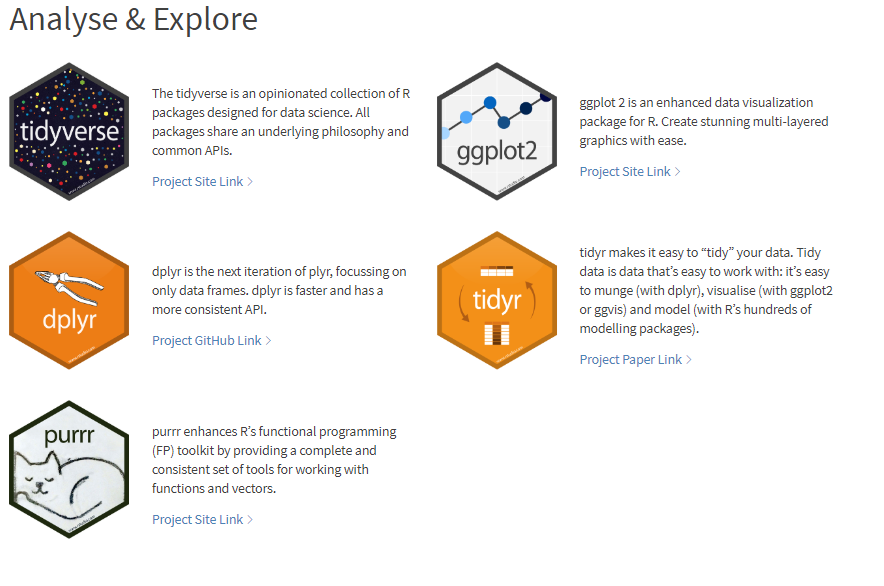 Analyse & Explore
tidyverse
The tidyverse is an opinionated collection of R
packages designed for data science. All
packages share an underlying philosophy and
common APIs.
Project Site Link
ggplot2
ggplot 2 is an enhanced data visualization
package for R. Create stunning multi-layered
graphics with ease.
Project Site Link
dplyr
dplyr is the next iteration of plyr, focussing on
only data frames. dplyr is faster and has a
more consistent API.
Project GitHub Link
tidyr
tidyr makes it easy to “tidy” your data. Tidy
data is data that’s easy to work with: it’s easy
to munge (with dplyr), visualise (with ggplot2
or ggvis) and model (with R’s hundreds of
modelling packages).
Project Paper Link
purrr
purrr enhances R’s functional programming
(FP) toolkit by providing a complete and
consistent set of tools for working with
functions and vectors.
Project Site Link